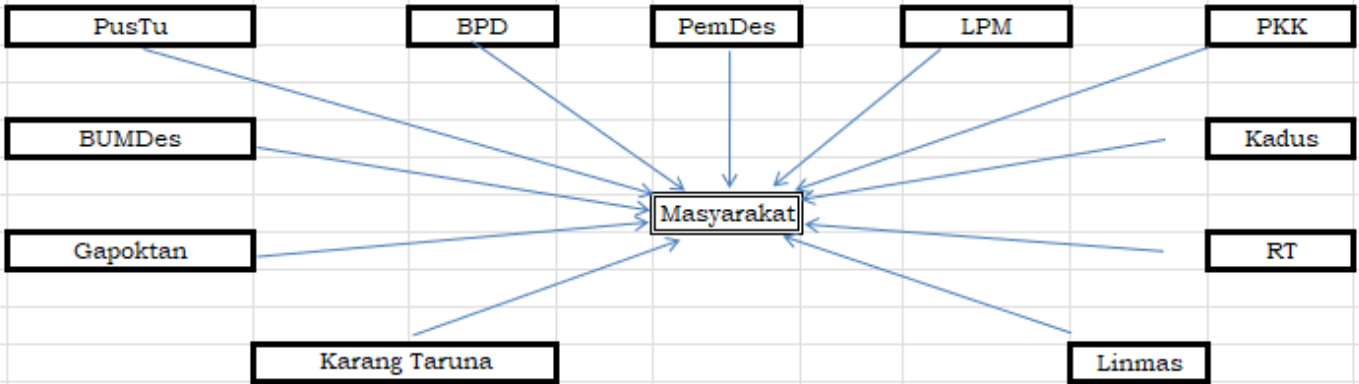 PusTu
BPD
PemDes
LPM
PKK
BUMDes
Kadus
Masyarakat
Gapoktan
RT
Karang Taruna
Linmas